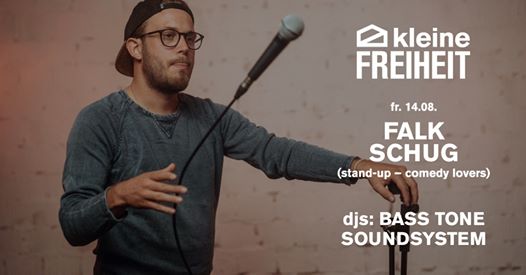 kleine
FREIHEIT
fr. 14.08.
FALK
SCHUG
(stand-up – comedy lovers)
djs: BASS TONE
SOUNDSYSTEM